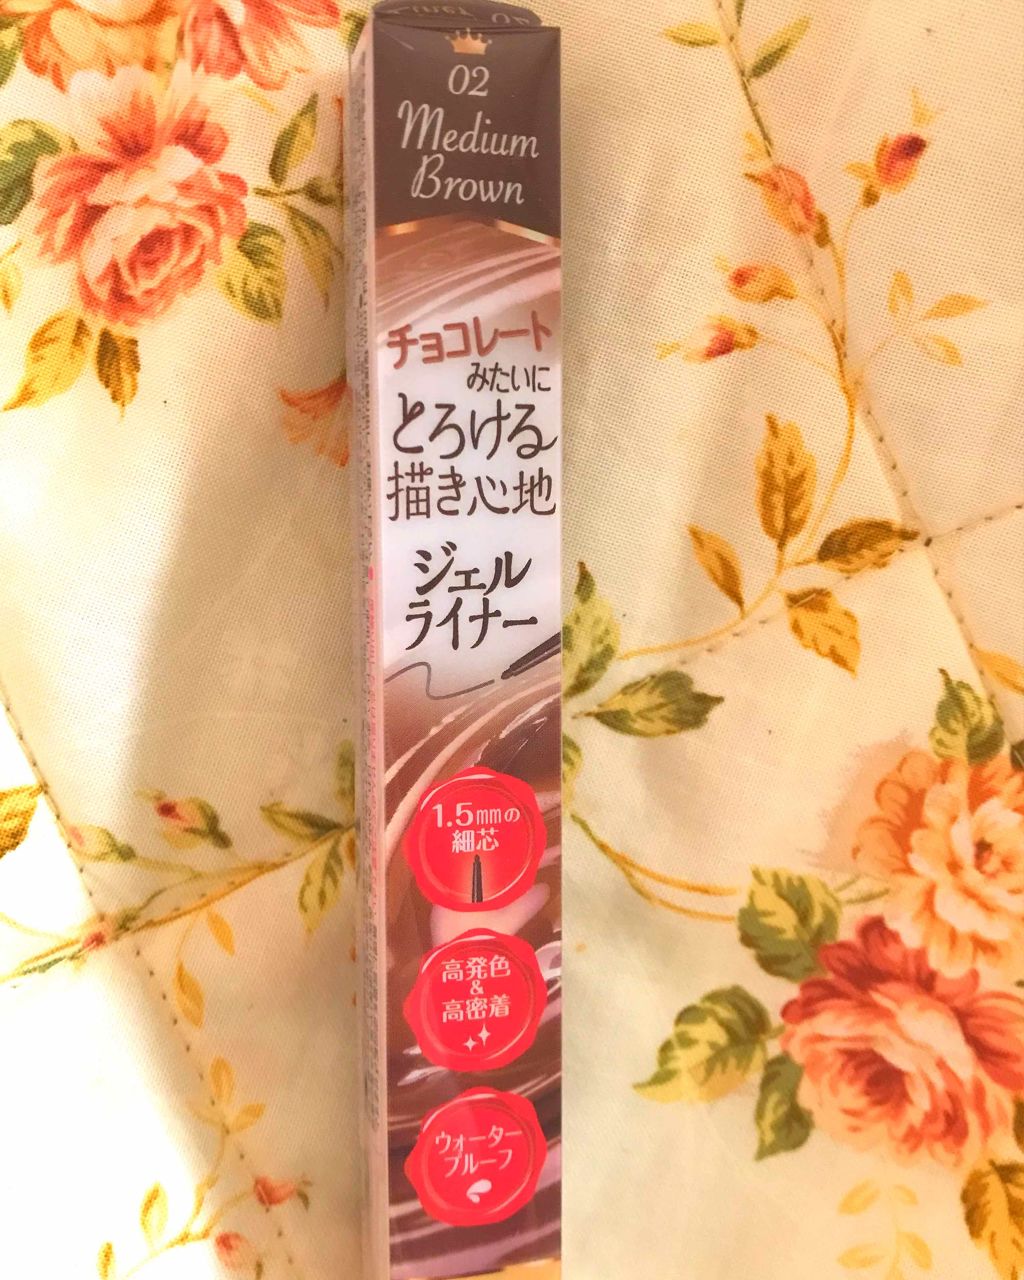 02
Medium
Brown
チョコレート
みたいに
とろける
描き心地
ジェル
ライナー
1.5mmの
細芯
高発色
&
高密着
ウォーター
プルーフ